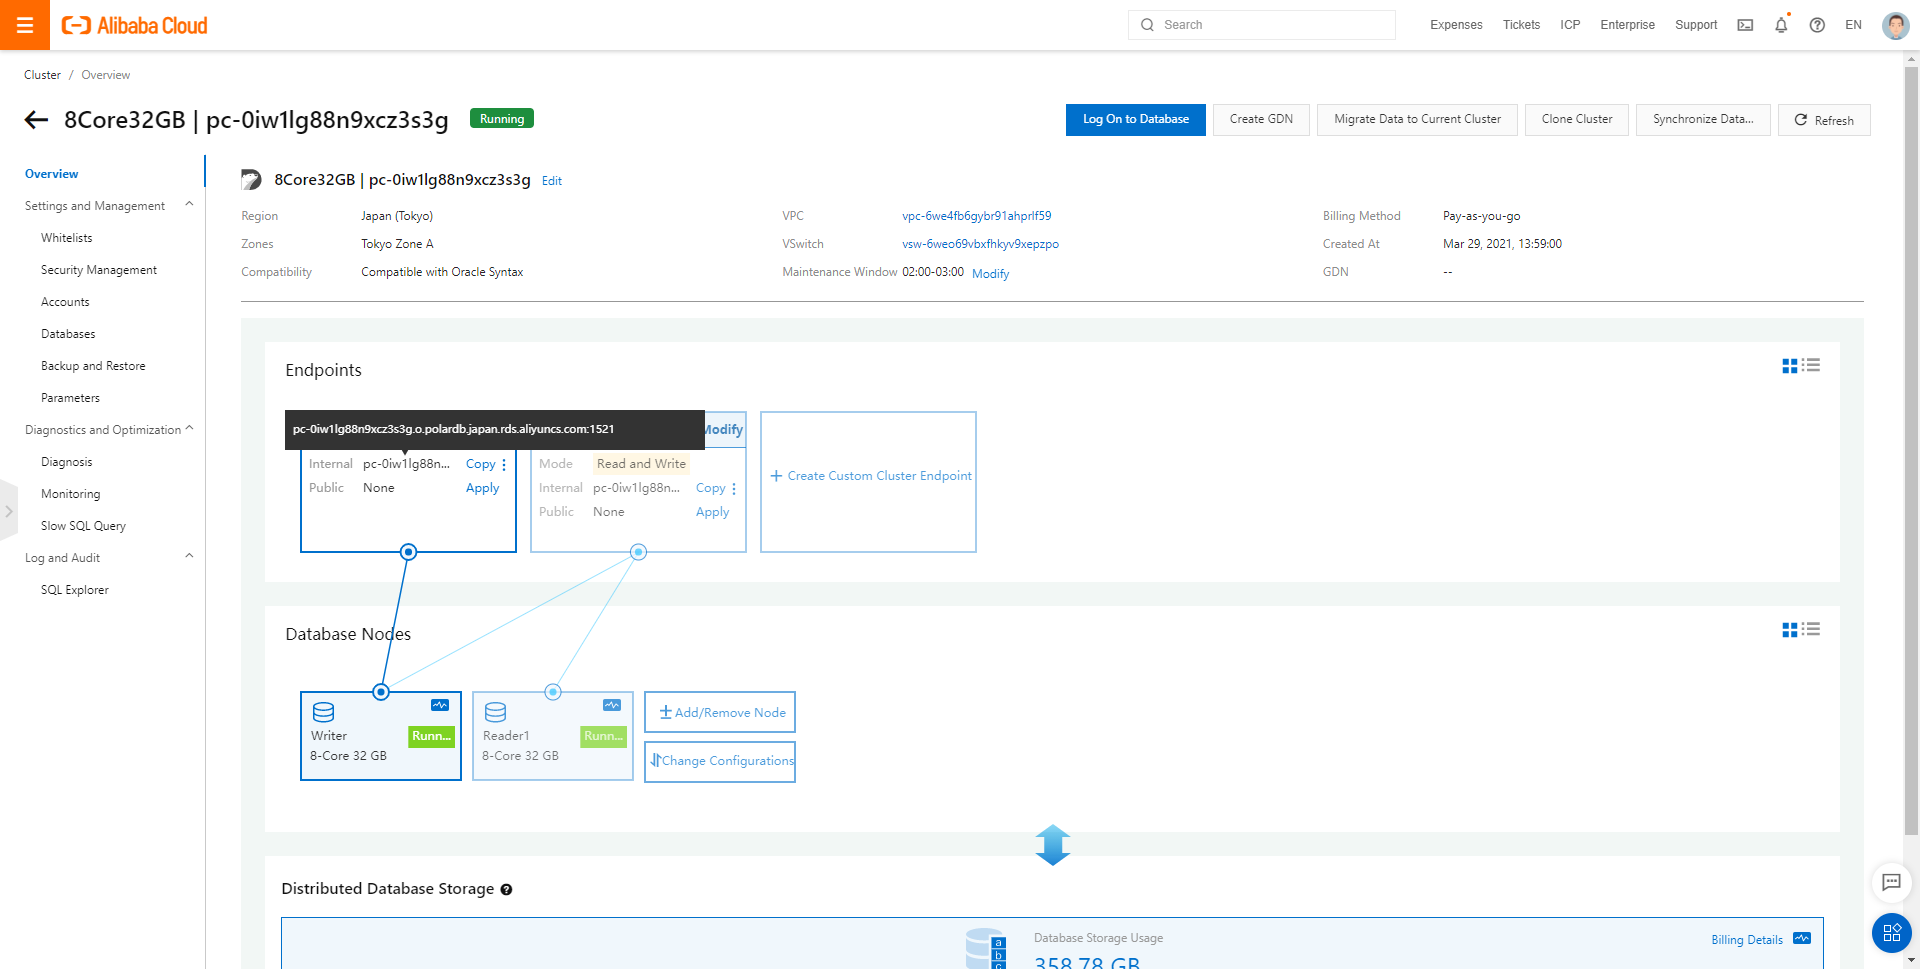 Alibaba Cloud
Search
Expenses
Tickets
ICP
Enterprise
Support
EN
Cluster / Overview
8Core32GB | pc-0iw1lg88n9xcz3s3g
Running
Log On to Database
Create GDN
Migrate Data to Current Cluster
Clone Cluster
Synchronize Data...
Refresh
Overview
Settings and Management
Whitelists
Security Management
Accounts
Databases
Backup and Restore
Parameters
Diagnostics and Optimization
Diagnosis
Monitoring
Slow SQL Query
Log and Audit
SQL Explorer
8Core32GB | pc-0iw1lg88n9xcz3s3g Edit
Region Japan (Tokyo)
Zones Tokyo Zone A
Compatibility Compatible with Oracle Syntax
VPC vpc-6we4fb6gybr91ahprlf59
VSwitch vsw-6weo69vbxfhkyv9xepzpo
Maintenance Window 02:00-03:00 Modify
Billing Method Pay-as-you-go
Created At Mar 29, 2021, 13:59:00
GDN --
Endpoints
pc-0iw1lg88n9xcz3s3g.o.polardb.japan.rds.aliyuncs.com:1521
Modify
Internal pc-0iw1lg88n... Copy
Public None Apply
Mode Read and Write
Internal pc-0iw1lg88n... Copy
Public None Apply
+ Create Custom Cluster Endpoint
Database Nodes
Writer Runn...
8-Core 32 GB
Reader1 Runn...
8-Core 32 GB
Add/Remove Node
Change Configurations
Distributed Database Storage ?
a
b
c
Database Storage Usage
358.78 GB
Billing Details